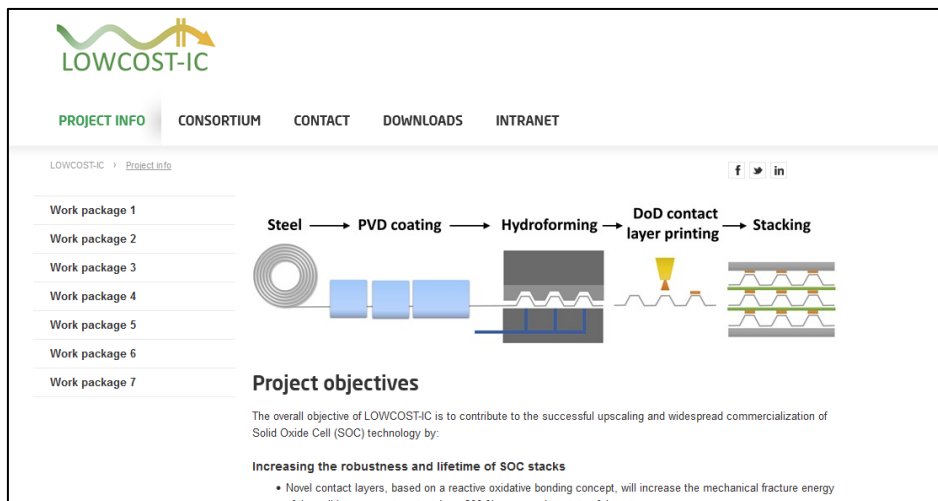 LOWCOST-IC
PROJECT INFO CONSORTIUM CONTACT DOWNLOADS INTRANET
LOWCOST-IC › Project info
Work package 1
Work package 2
Work package 3
Work package 4
Work package 5
Work package 6
Work package 7
Steel PVD coating Hydroforming DoD contact layer printing Stacking
Project objectives
The overall objective of LOWCOST-IC is to contribute to the successful upscaling and widespread commercialization of
Solid Oxide Cell (SOC) technology by:
Increasing the robustness and lifetime of SOC stacks
• Novel contact layers, based on a reactive oxidative bonding concept, will increase the mechanical fracture energy